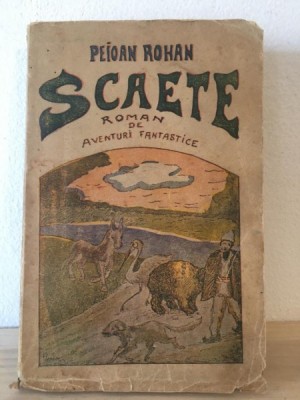 PEIOAN ROHAN
SCAETE
ROMAN
DE
AVENTURI FANTASTICE